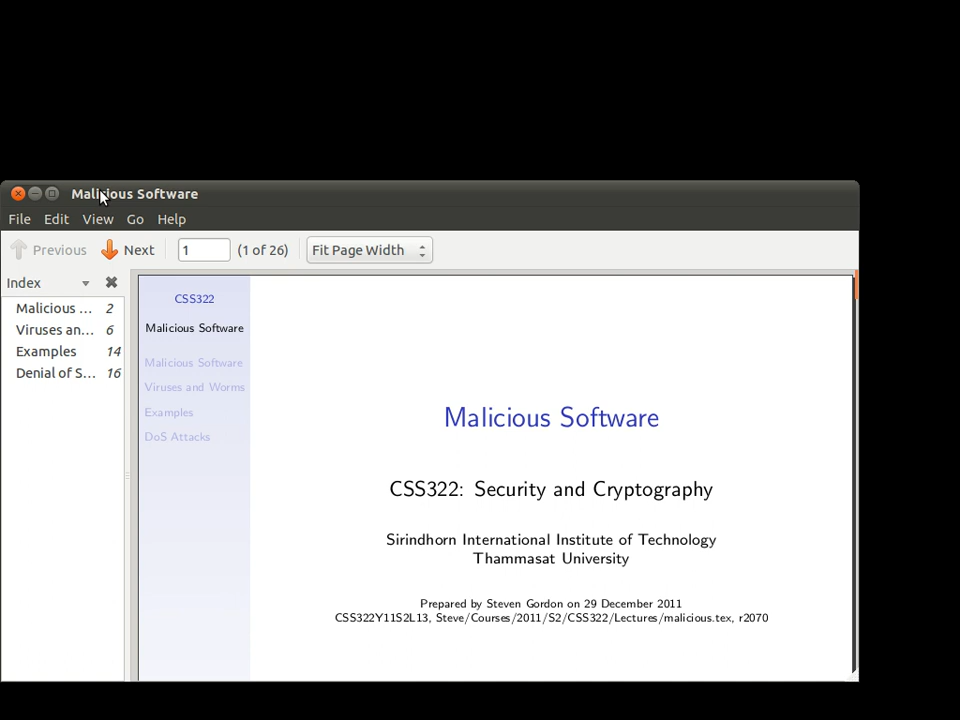 Malicious Software
File Edit View Go Help
Previous Next 1 (1 of 26) Fit Page Width
Index
Malicious ... 2
Viruses an... 6
Examples 14
Denial of S... 16
CSS322
Malicious Software
Malicious Software
Viruses and Worms
Examples
DoS Attacks
Malicious Software
CSS322: Security and Cryptography
Sirindhorn International Institute of Technology
Thammasat University
Prepared by Steven Gordon on 29 December 2011
CSS322Y11S2L13, Steve/Courses/2011/S2/CSS322/Lectures/malicious.tex, r2070